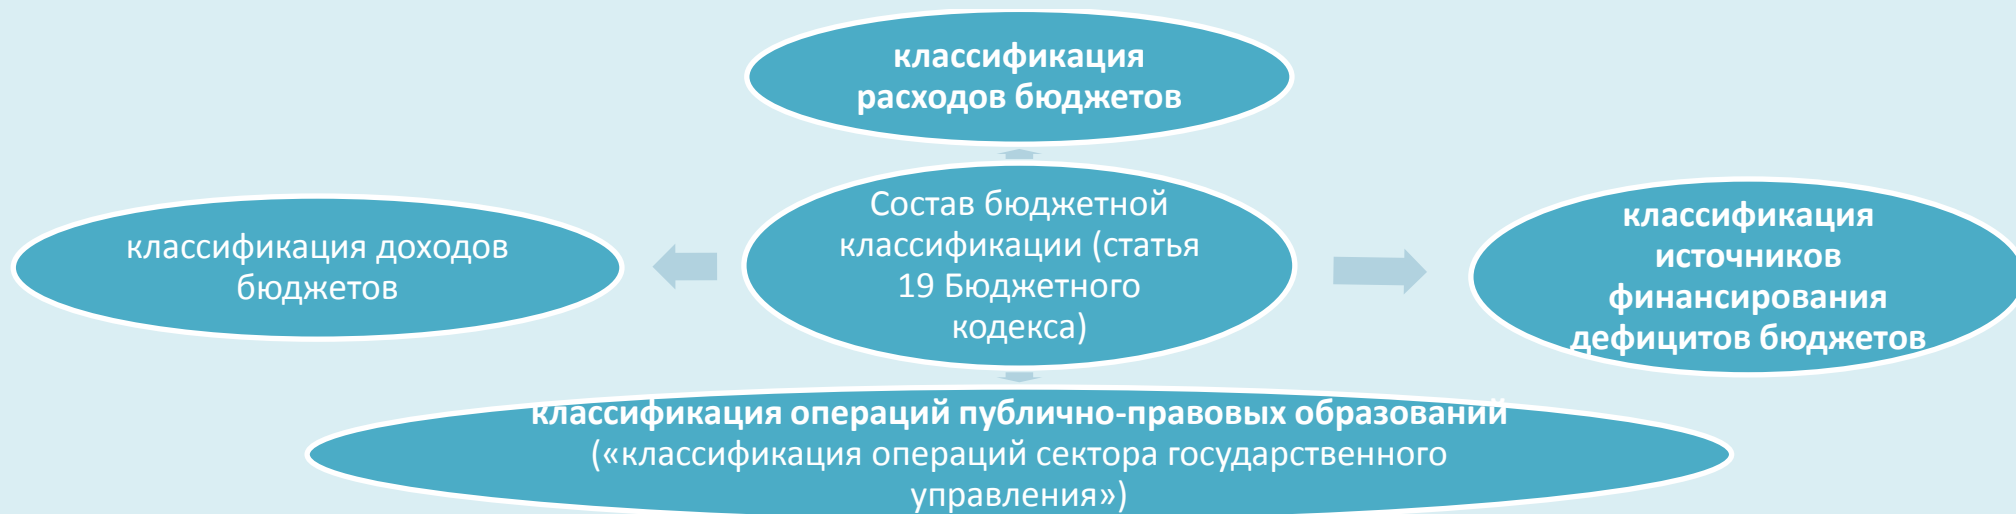 классификация
расходов бюджетов
классификация доходов
бюджетов
Состав бюджетной
классификации (статья
19 Бюджетного
кодекса)
классификация
источников
финансирования
дефицитов бюджетов
классификация операций публично-правовых образований
(«классификация операций сектора государственного
управления»)